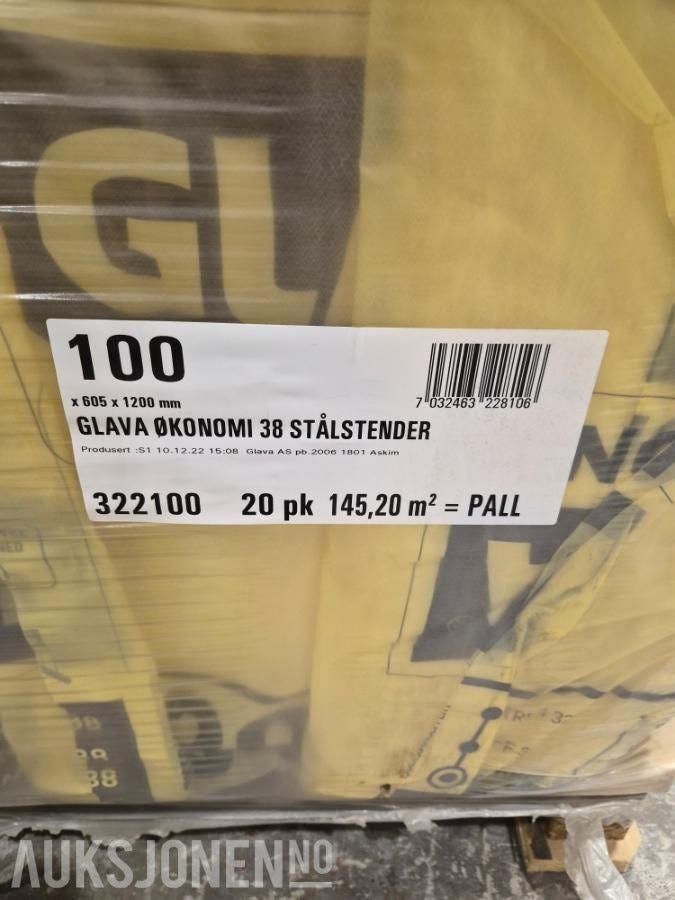 GL
100
x 605 x 1200 mm
7 032463 228106
GLAVA ØKONOMI 38 STÅLSTENDER
Produsert :S1 10.12.22 15:08 Glava AS pb.2006 1801 Askim
322100 20 pk 145,20 m² = PALL
38
AUKSJONEN.NO